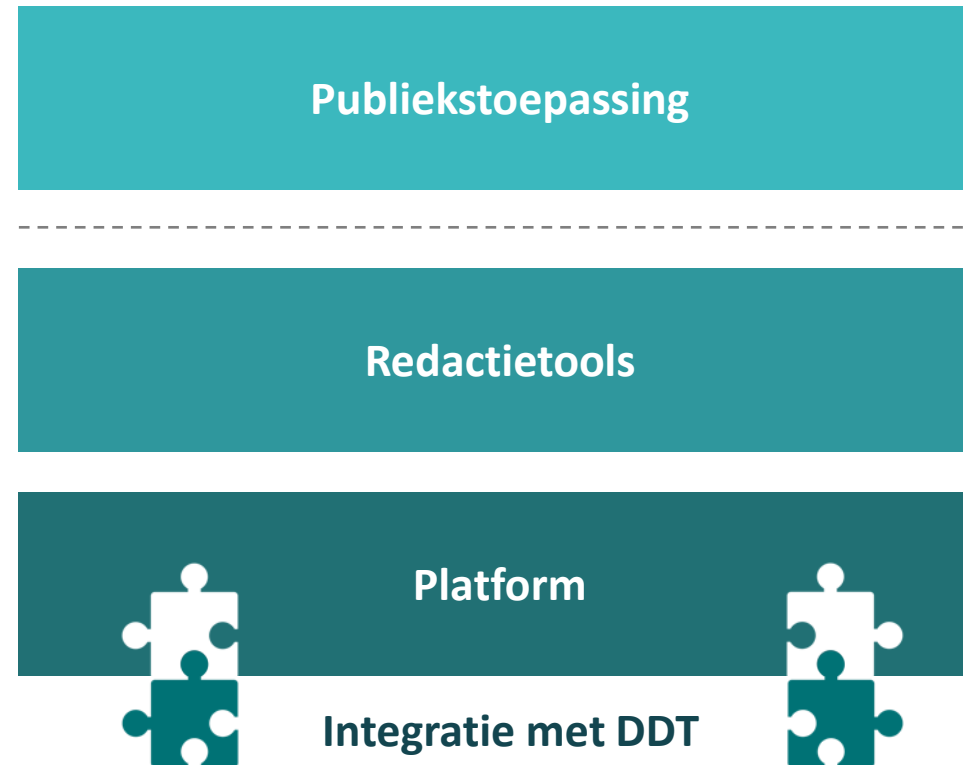 Publiekstoepassing
Redactietools
Platform
Integratie met DDT